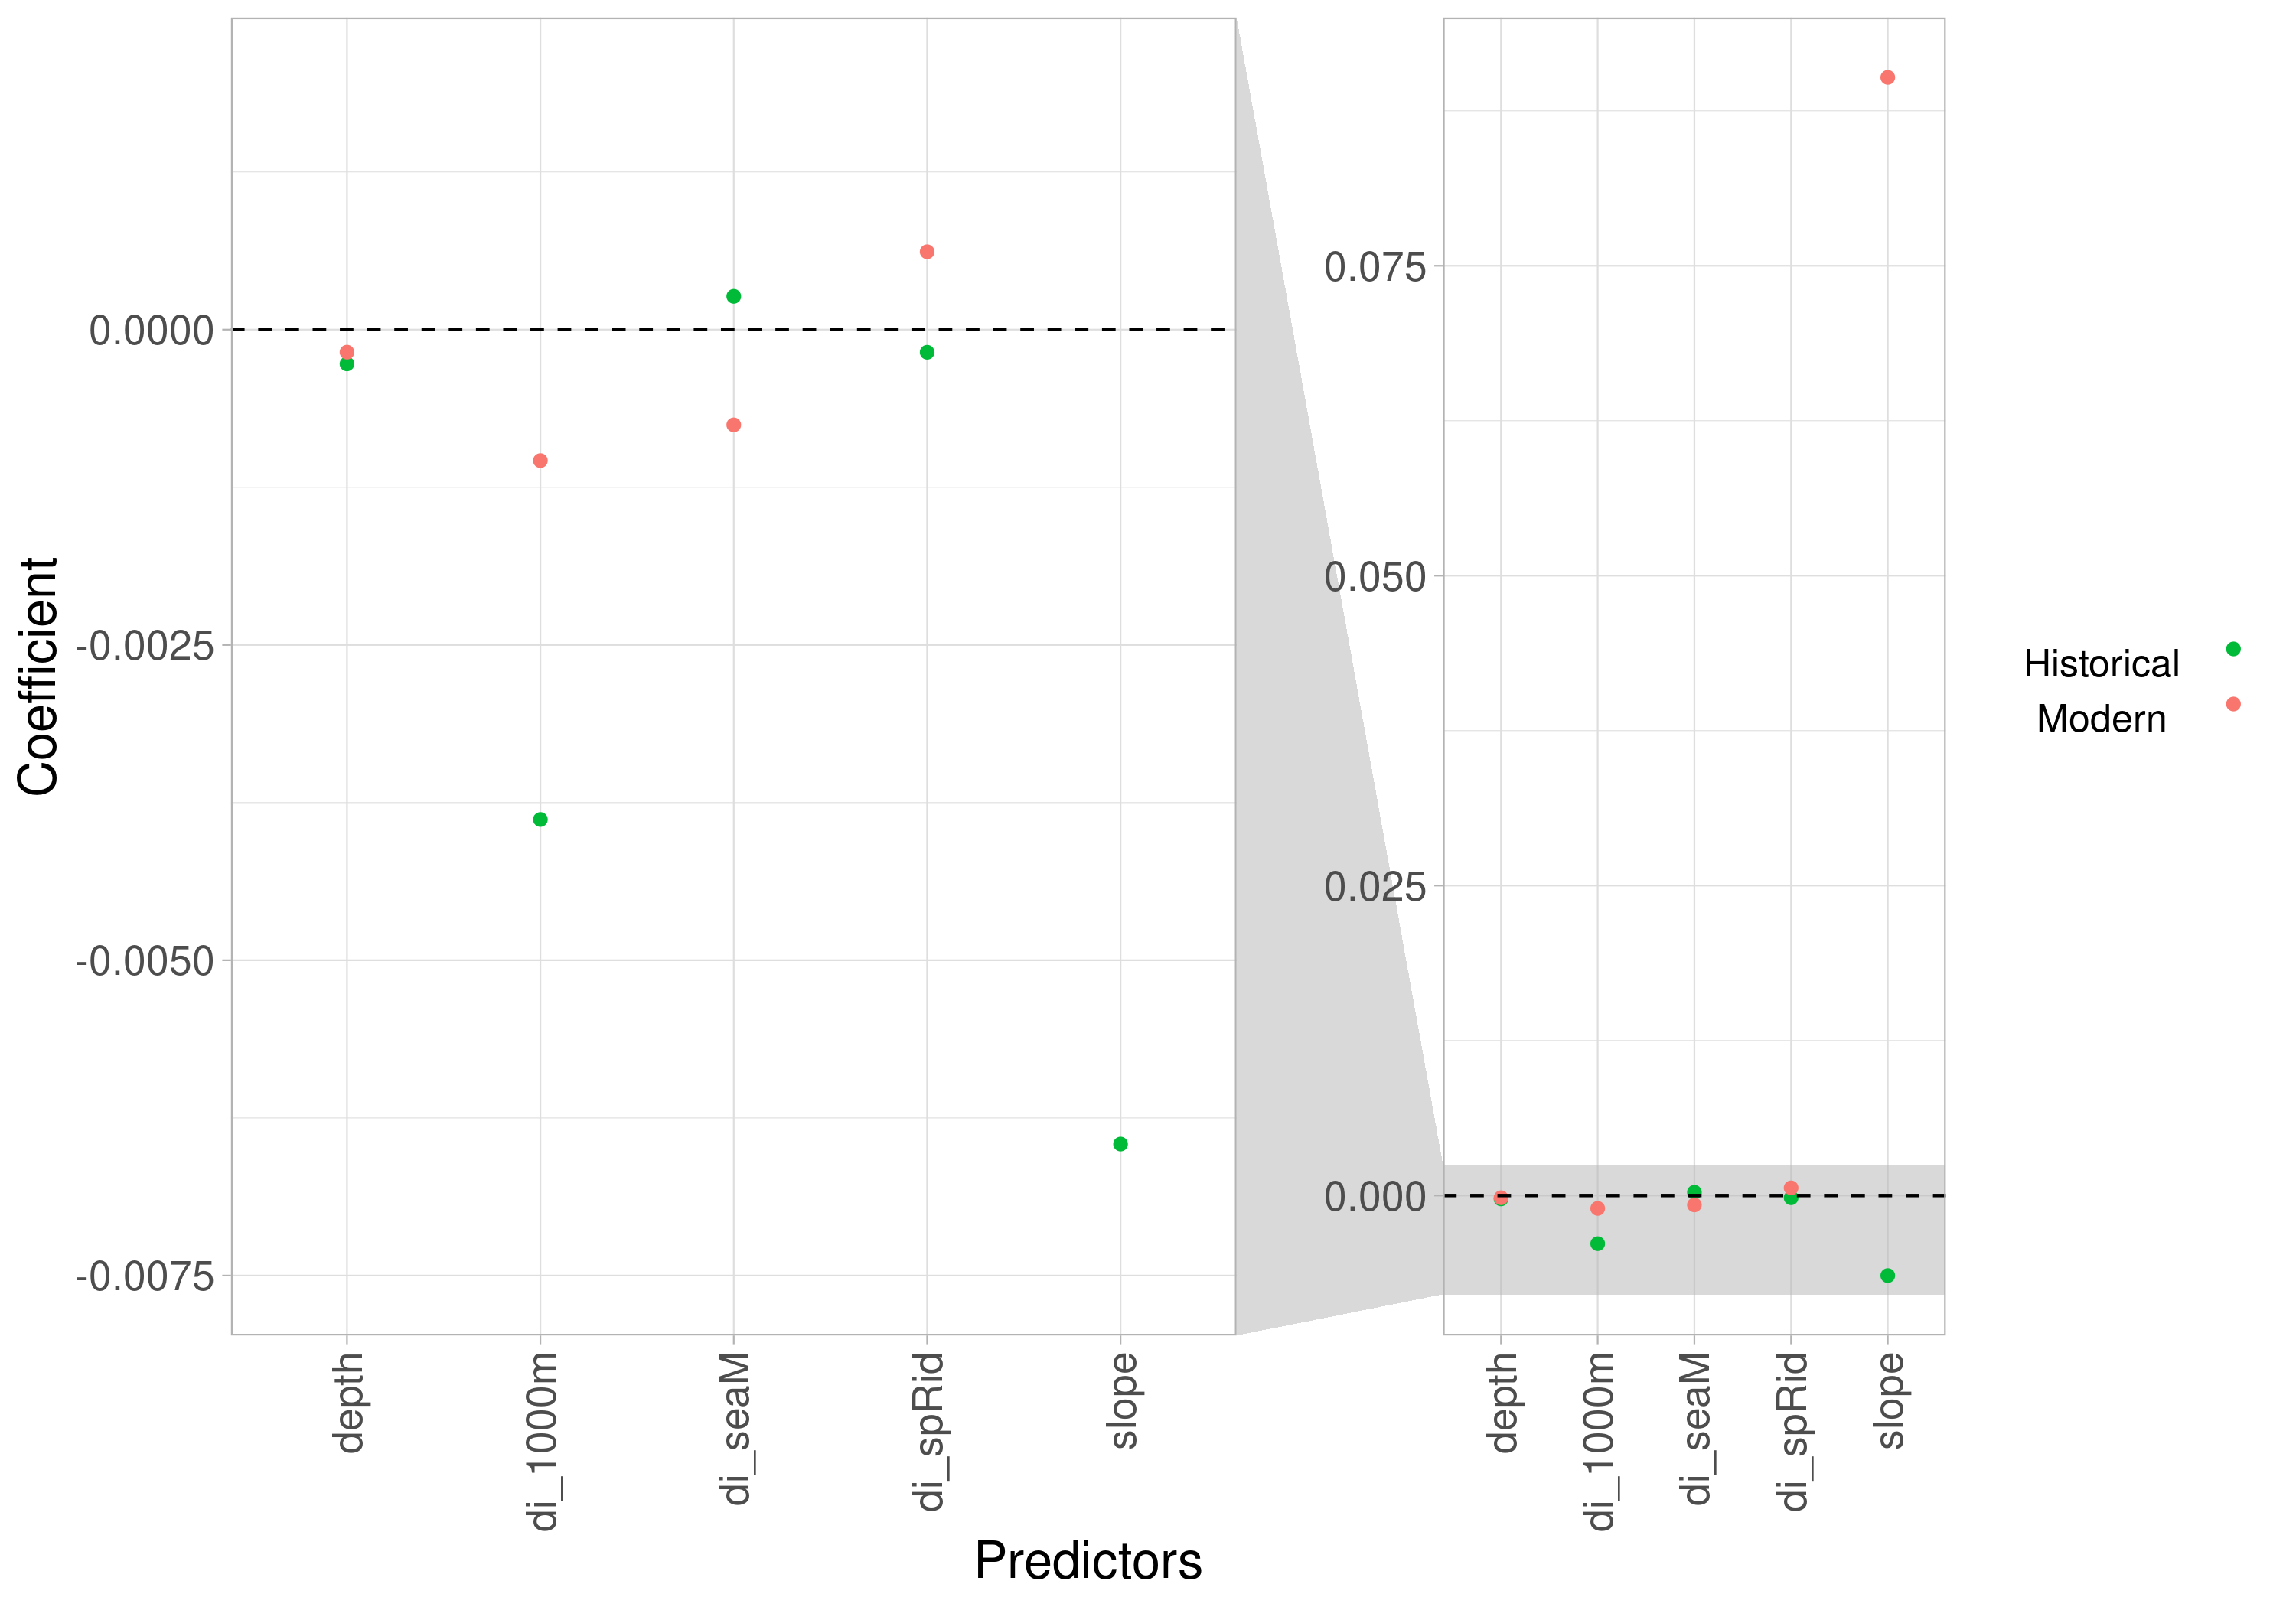 Coefficient
0.0000
-0.0025
-0.0050
-0.0075
depth
di_1000m
di_seaM
di_spRid
slope
0.075
0.050
0.025
0.000
depth
di_1000m
di_seaM
di_spRid
slope
Predictors
Historical
Modern